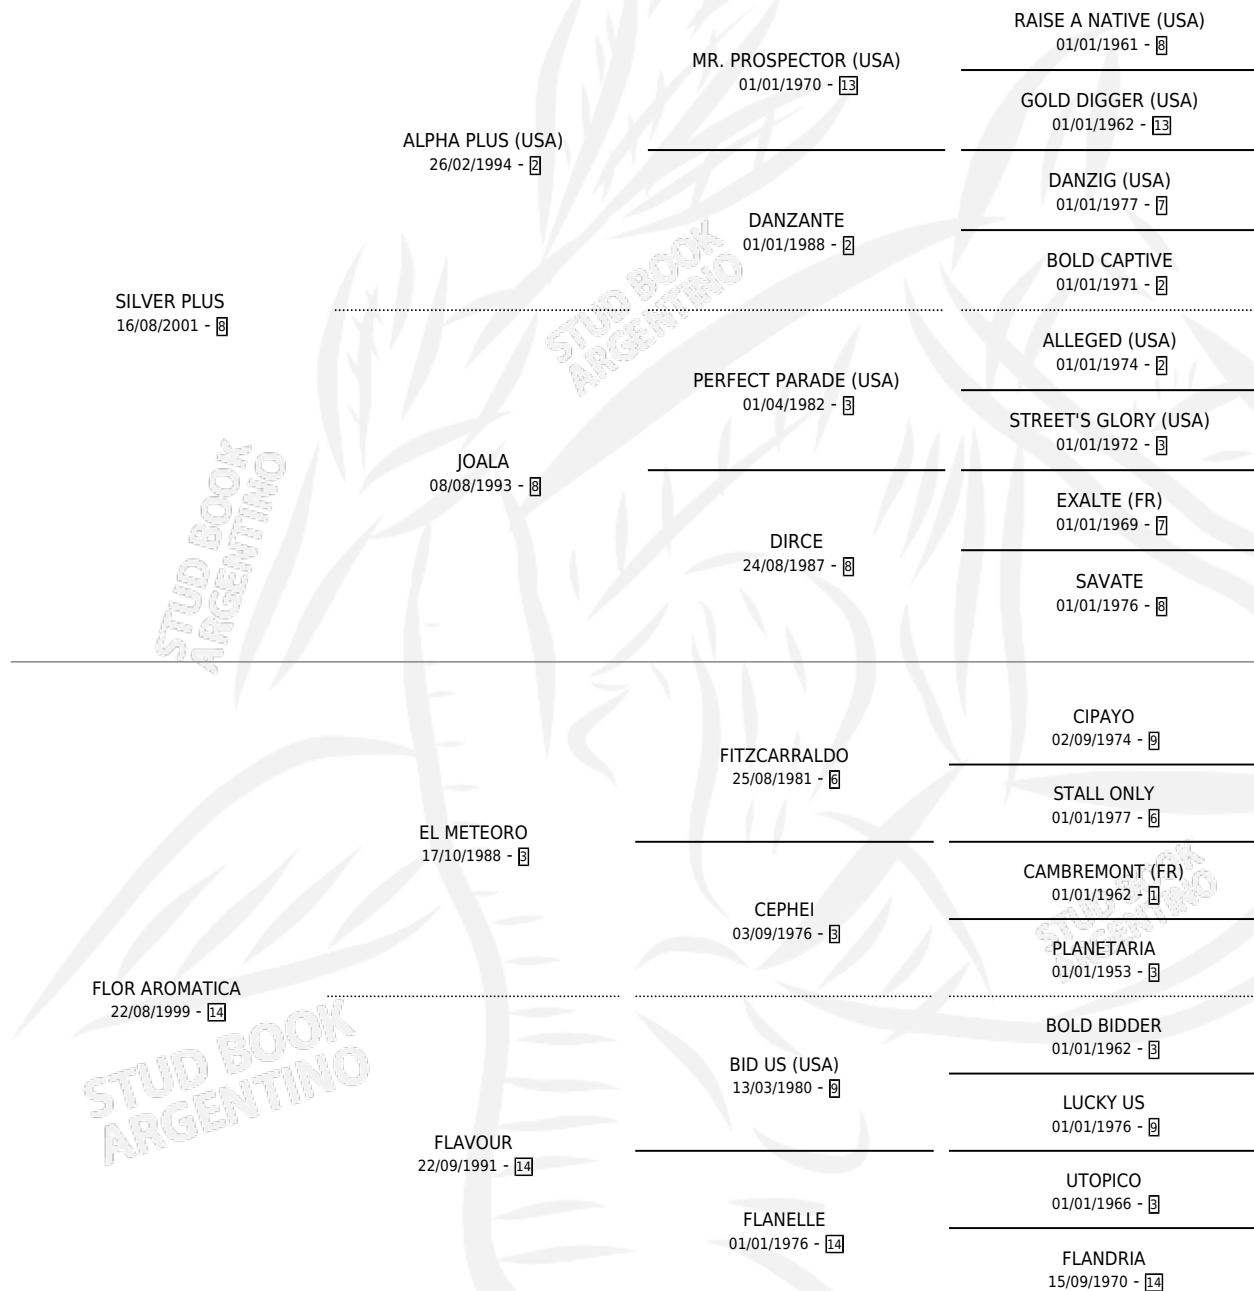 RAISE A NATIVE (USA)
01/01/1961 - 8
MR. PROSPECTOR (USA)
01/01/1970 - 13
GOLD DIGGER (USA)
01/01/1962 - 13
ALPHA PLUS (USA)
26/02/1994 - 2
DANZIG (USA)
01/01/1977 - 7
DANZANTE
01/01/1988 - 2
BOLD CAPTIVE
01/01/1971 - 2
SILVER PLUS
16/08/2001 - 8
STUD BOOK
ARGENTINO
ALLEGED (USA)
01/01/1974 - 2
PERFECT PARADE (USA)
01/04/1982 - 3
STREET'S GLORY (USA)
01/01/1972 - 3
JOALA
08/08/1993 - 8
EXALTE (FR)
01/01/1969 - 7
DIRCE
24/08/1987 - 8
SAVATE
01/01/1976 - 8
STUD BOOK
ARGENTINO
CIPAYO
02/09/1974 - 9
FITZCARRALDO
25/08/1981 - 6
STALL ONLY
01/01/1977 - 6
EL METEORO
17/10/1988 - 3
CAMBREMONT (FR)
01/01/1962 - 1
CEPHEI
03/09/1976 - 3
PLANETARIA
01/01/1953 - 3
STUD BOOK
ARGENTINO
FLOR AROMATICA
22/08/1999 - 14
BOLD BIDDER
01/01/1962 - 3
BID US (USA)
13/03/1980 - 9
LUCKY US
01/01/1976 - 9
STUD BOOK
ARGENTINO
FLAVOUR
22/09/1991 - 14
UTOPICO
01/01/1966 - 3
FLANELLE
01/01/1976 - 14
FLANDRIA
15/09/1970 - 14